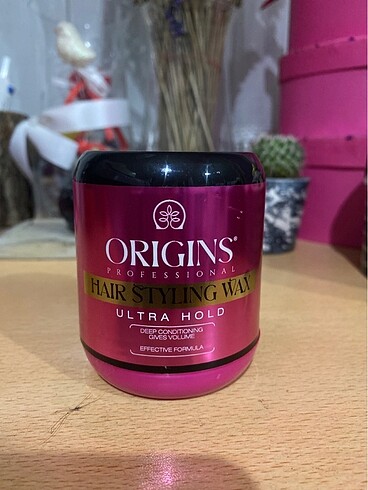 ORIGINS®
PROFESSIONAL
HAIR STYLING WAX
ULTRA HOLD
DEEP CONDITIONING
GIVES VOLUME
EFFECTIVE FORMULA